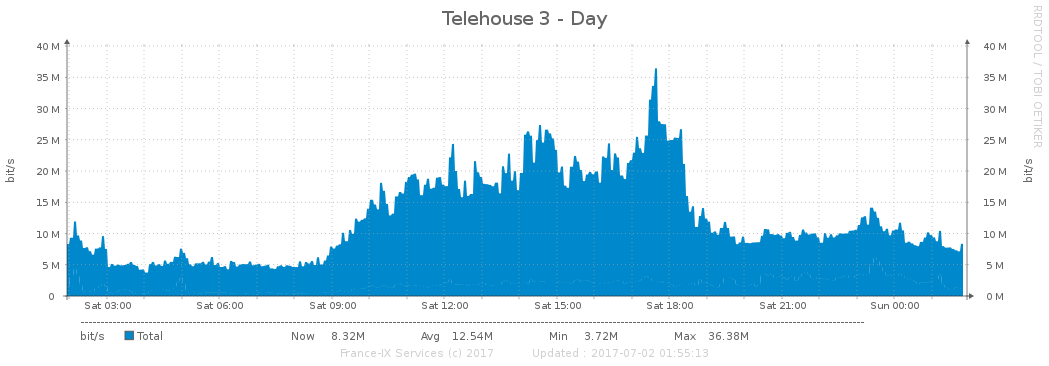 Telehouse 3 - Day
RRDTOOL / TOBI OETIKER
40 M 40 M
35 M 35 M
30 M 30 M
25 M 25 M
20 M 20 M
15 M 15 M
10 M 10 M
5 M 5 M
0 0 M
bit/s bit/s
Sat 03:00 Sat 06:00 Sat 09:00 Sat 12:00 Sat 15:00 Sat 18:00 Sat 21:00 Sun 00:00
bit/s Total Now 8.32M Avg 12.54M Min 3.72M Max 36.38M
France-IX Services (c) 2017 Updated : 2017-07-02 01:55:13